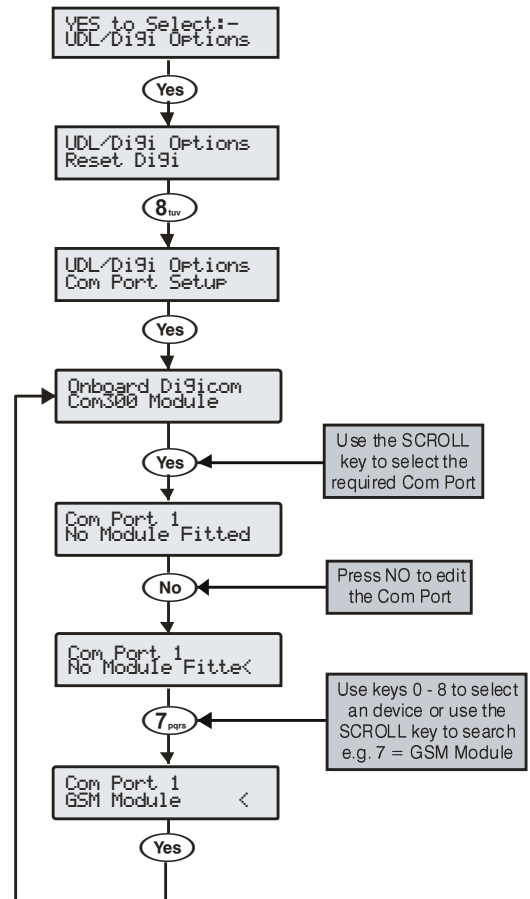 YES to Select:-
UDL/Digi Options
Yes
UDL/Digi Options
Reset Digi
8tuv
UDL/Digi Options
Com Port Setup
Yes
Onboard Digicom
Com300 Module
Use the SCROLL
key to select the
required Com Port
Yes
Com Port 1
No Module Fitted
Press NO to edit
the Com Port
No
Com Port 1
No Module Fitte<
Use keys 0 - 8 to select
an device or use the
SCROLL key to search
e.g. 7 = GSM Module
7pqrs
Com Port 1
GSM Module <
Yes